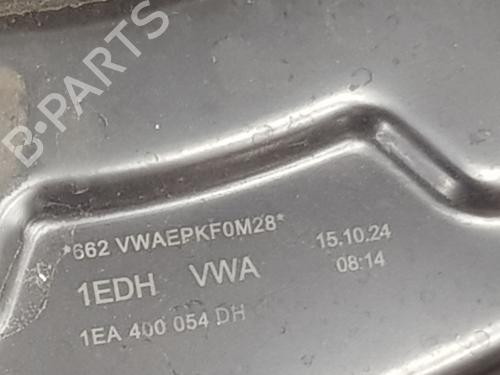 B-PARTS
*662 VWAEPKF0M28*
15.10.24
1EDH VWA
08:14
1EA 400 054 DH